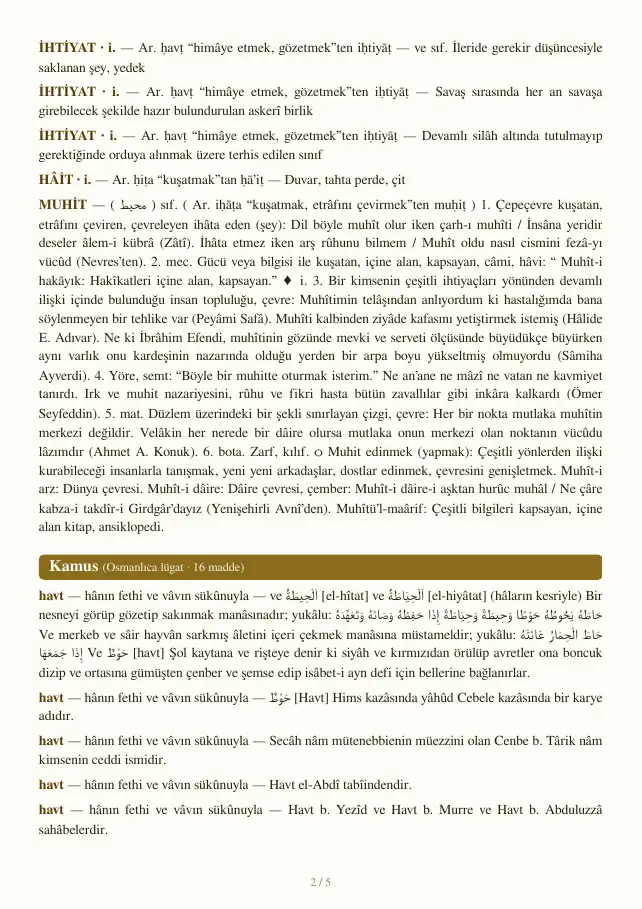 İHTİYAT · i. — Ar. ḥavṭ “himâye etmek, gözetmek”ten iḥtiyāṭ — ve sıf. İleride gerekir düşüncesiyle
saklanan şey, yedek
İHTİYAT · i. — Ar. ḥavṭ “himâye etmek, gözetmek”ten iḥtiyāṭ — Savaş sırasında her an savaşa
girebilecek şekilde hazır bulundurulan askerî birlik
İHTİYAT · i. — Ar. ḥavṭ “himâye etmek, gözetmek”ten iḥtiyāṭ — Devamlı silâh altında tutulmayıp
gerektiğinde orduya alınmak üzere terhis edilen sınıf
HÂİT · i. — Ar. ḥiṭa “kuşatmak”tan ḥā’iṭ — Duvar, tahta perde, çit
MUHİT — ( محيط ) sıf. ( Ar. iḥāṭa “kuşatmak, etrafını çevirmek”ten muḥiṭ ) 1. Çepeçevre kuşatan,
etrafını çeviren, çevreleyen ihâta eden (şey): Dil böyle muhît olur iken çarh-ı muhîti / İnsâna yeridir
deseler âlem-i kübrâ (Zâtî). İhâta etmez iken arş rûhunu bilmem / Muhît oldu nasıl cismini fezâ-yı
vücûd (Nevres’ten). 2. mec. Gücü veya bilgisi ile kuşatan, içine alan, kapsayan, câmi, hâvi: “ Muhît-i
hakāyık: Hakîkatleri içine alan, kapsayan.” ♦ i. 3. Bir kimsenin çeşitli ihtiyaçları yönünden devamlı
ilişki içinde bulunduğu insan topluluğu, çevre: Muhîtimin telâşından anlıyordum ki hastalığımda bana
söylenmeyen bir tehlike var (Peyâmi Safâ). Muhîti kalbinden ziyâde kafasını yetiştirmek istemiş (Hâlide
E. Adıvar). Ne ki İbrâhim Efendi, muhîtinin gözünde mevki ve serveti ölçüsünde büyüdükçe büyürken
aynı varlık onu kardeşinin nazarında olduğu yerden bir arpa boyu yükseltmiş olmuyordu (Sâmiha
Ayverdi). 4. Yöre, semt: “Böyle bir muhitte oturmak isterim.” Ne an’ane ne mâzî ne vatan ne kavmiyet
tanırdı. Irk ve muhit nazariyesini, rûhu ve fikri hasta bütün zavallılar gibi inkâra kalkardı (Ömer
Seyfeddin). 5. mat. Düzlem üzerindeki bir şekli sınırlayan çizgi, çevre: Her bir nokta mutlaka muhîtin
merkezi değildir. Velâkin her nerede bir dâire olursa mutlaka onun merkezi olan noktanın vücûdu
lâzımdır (Ahmet A. Konuk). 6. bota. Zarf, kılıf. ѻ Muhit edinmek (yapmak): Çeşitli yönlerden ilişki
kurabileceği insanlarla tanışmak, yeni yeni arkadaşlar, dostlar edinmek, çevresini genişletmek. Muhît-i
arz: Dünya çevresi. Muhît-i dâire: Dâire çevresi, çember: Muhît-i dâire-i aşktan hurûc muhâl / Ne çâre
kabza-i takdîr-i Girdgâr’dayız (Yenişehirli Avnî’den). Muhîtü’l-maârif: Çeşitli bilgileri kapsayan, içine
alan kitap, ansiklopedi.
Kamus (Osmanlıca lügat · 16 madde)
havt — hânın fethi ve vâvın sükûnuyla — ve اَلْحِيطَةُ [el-hîtat] ve اَلْحِيَاطَةُ [el-hiyâtat] (hâların kesriyle) Bir
nesneyi görüp gözetip sakınmak manâsınadır; yukâlu: حَاطَهُ يَحُوطُهُ حَوْطًا وَحِيطَةً وَحِيَاطَةً إِذَا حَفِظَهُ وَصَانَهُ وَتَعَهَّدَهُ
Ve merkeb ve sâir hayvân sarkmış âletini içeri çekmek manâsına müstameldir; yukâlu: حَاطَ الْحِمَارُ عَانَتَهُ
إِذَا جَمَعَهَا Ve حَوْطٌ [havt] Şol kaytana ve rişteye denir ki siyâh ve kırmızıdan örülüp avretler ona boncuk
dizip ve ortasına gümüşten çenber ve şemse edip isâbet-i ayn defi için bellerine bağlanırlar.
havt — hânın fethi ve vâvın sükûnuyla — حَوْطٌ [Havt] Hims kazâsında yâhûd Cebele kazâsında bir karye
adıdır.
havt — hânın fethi ve vâvın sükûnuyla — Secâh nâm mütenebbienin müezzini olan Cenbe b. Târik nâm
kimsenin ceddi ismidir.
havt — hânın fethi ve vâvın sükûnuyla — Havt el-Abdî tabîindendir.
havt — hânın fethi ve vâvın sükûnuyla — Havt b. Yezîd ve Havt b. Murre ve Havt b. Abduluzzâ
sahâbelerdir.
2 / 5